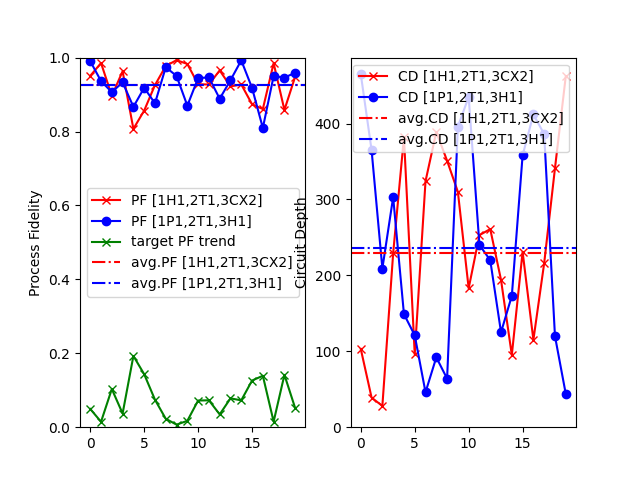 Process Fidelity
1.0
0.8
0.6
0.4
0.2
0.0
0
5
10
15
PF [1H1,2T1,3CX2]
PF [1P1,2T1,3H1]
target PF trend
avg.PF [1H1,2T1,3CX2]
avg.PF [1P1,2T1,3H1]
Circuit Depth
400
300
200
100
0
0
5
10
15
CD [1H1,2T1,3CX2]
CD [1P1,2T1,3H1]
avg.CD [1H1,2T1,3CX2]
avg.CD [1P1,2T1,3H1]